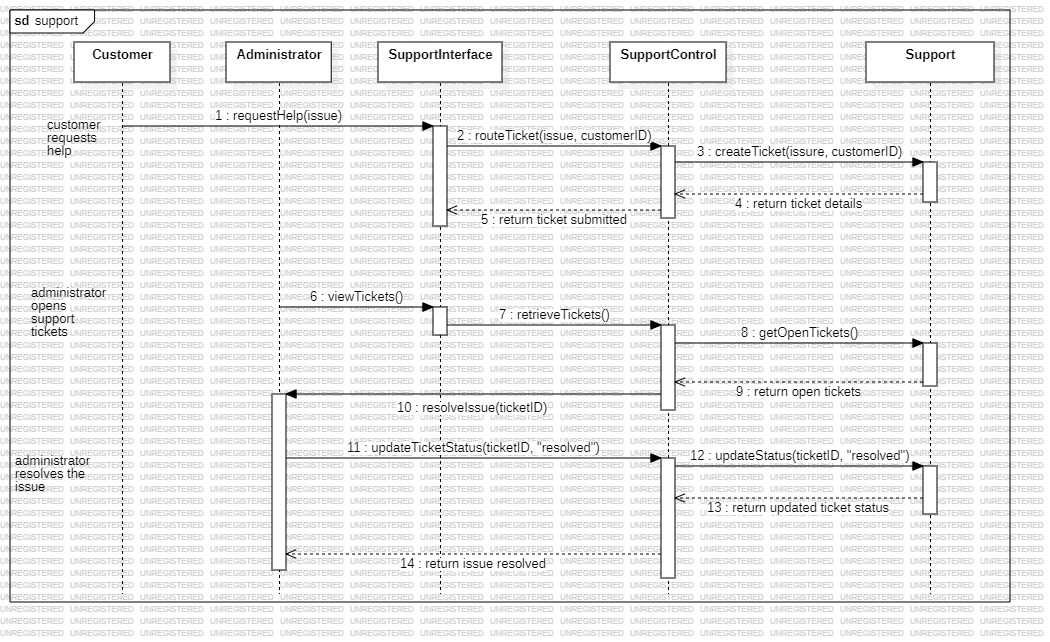 sd support
Customer
Administrator
SupportInterface
SupportControl
Support
customer
requests
help
1 : requestHelp(issue)
2 : routeTicket(issue, customerID)
3 : createTicket(issure, customerID)
4 : return ticket details
5 : return ticket submitted
administrator
opens
support
tickets
6 : viewTickets()
7 : retrieveTickets()
8 : getOpenTickets()
9 : return open tickets
10 : resolveIssue(ticketID)
administrator
resolves the
issue
11 : updateTicketStatus(ticketID, "resolved")
12 : updateStatus(ticketID, "resolved")
13 : return updated ticket status
14 : return issue resolved
UNREGISTERED